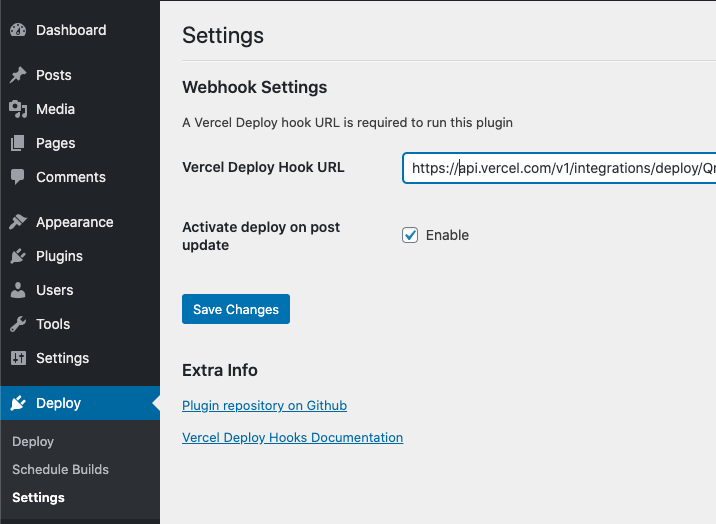 Dashboard
Posts
Media
Pages
Comments
Appearance
Plugins
Users
Tools
Settings
Deploy
Deploy
Schedule Builds
Settings
Settings
Webhook Settings
A Vercel Deploy hook URL is required to run this plugin
Vercel Deploy Hook URL
https://api.vercel.com/v1/integrations/deploy/Q
Activate deploy on post
update
Enable
Save Changes
Extra Info
Plugin repository on Github
Vercel Deploy Hooks Documentation